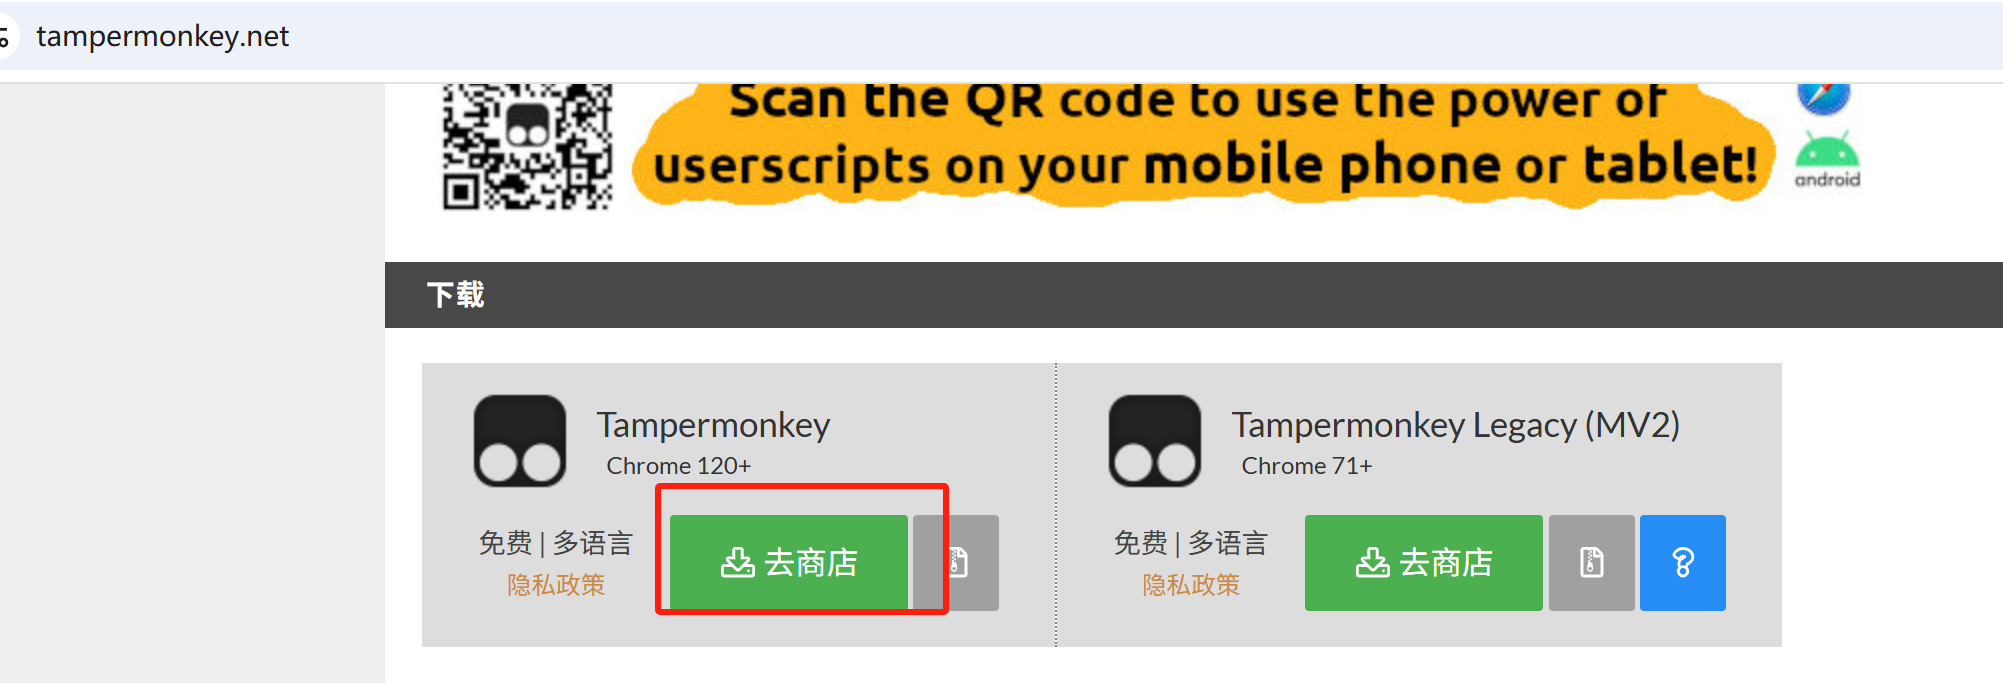 tampermonkey.net
Scan the QR code to use the power of
userscripts on your mobile phone or tablet!
android
下载
Tampermonkey
Chrome 120+
免费 | 多语言
隐私政策
去商店
Tampermonkey Legacy (MV2)
Chrome 71+
免费 | 多语言
隐私政策
去商店